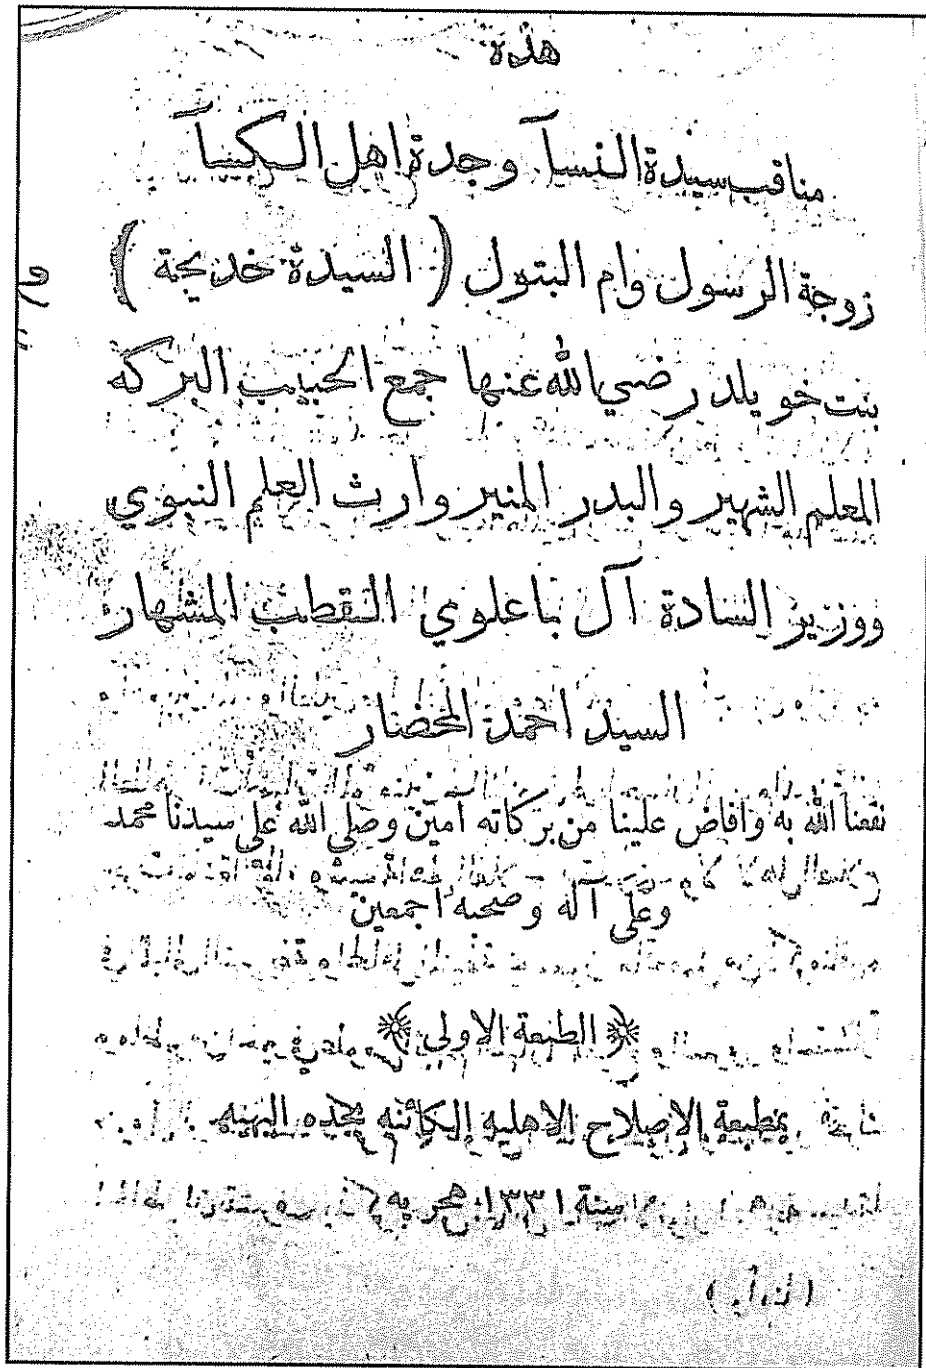 هذه
مناقب سيدة النسآ وجدة اهل الكسآ
زوجة الرسول وام البتول ( السيدة خديجة )
بنت خويلد رضي الله عنها جمع الحبيب البركه
المعلم الشهير والبدر المنير وارث العلم النبوي
ووزير السادة آل باعلوي القطب المشهار
السيد احمد المحضار
نفعنا الله به وافاض علينا من بركاته آمين وصلى الله على سيدنا محمد
وعلى آله وصحبه اجمعين
﴿ الطبعة الاولى ﴾
بمطبعة الاصلاح الاهليه الكائنه بجده البهيه
سنة ١٣٣١ هجريه